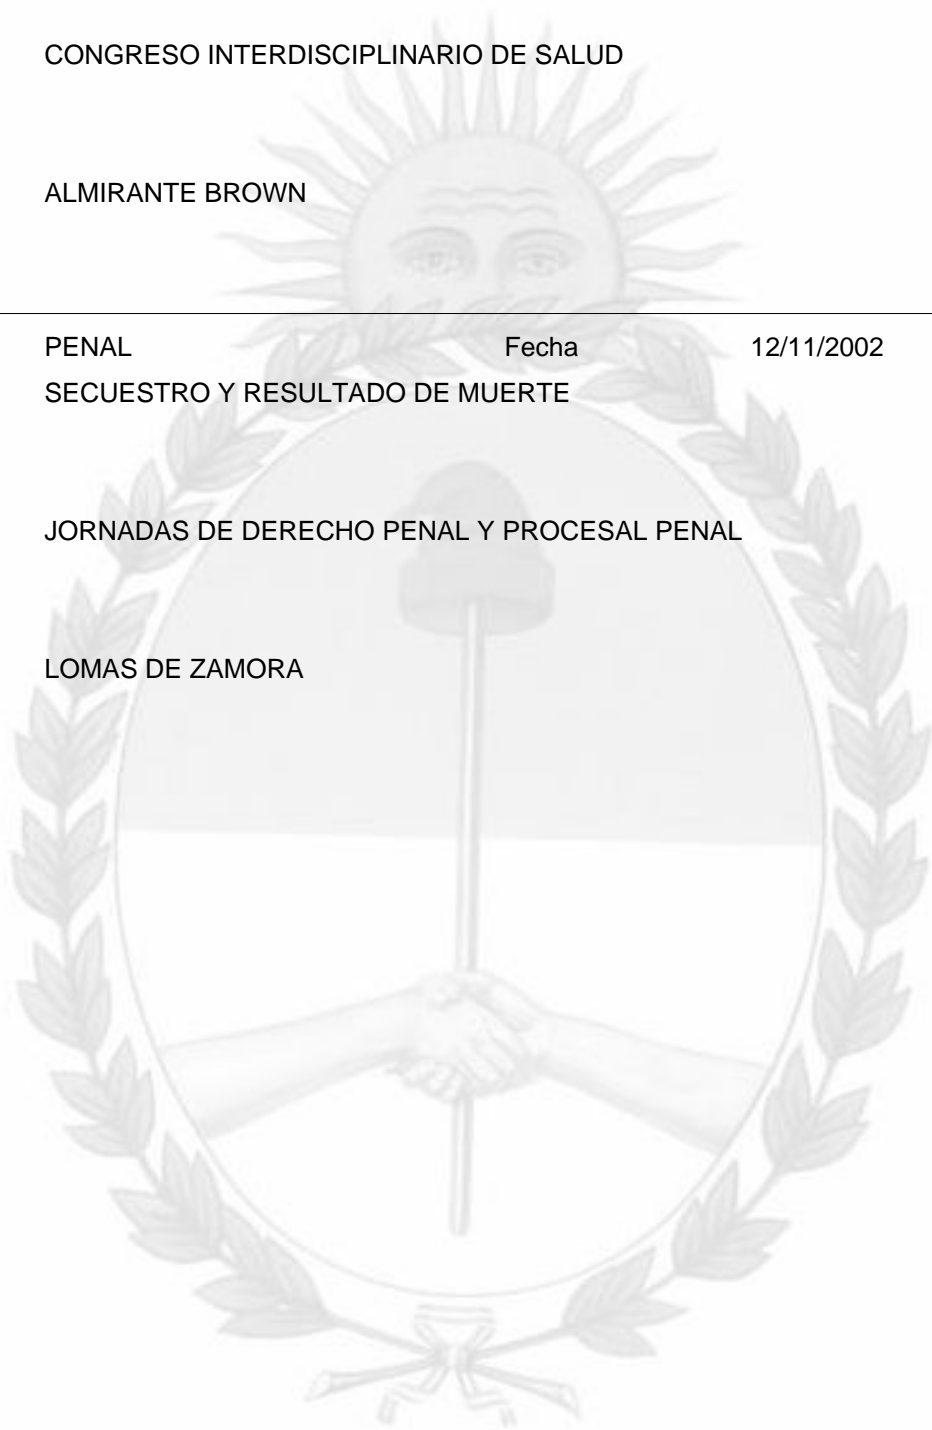 CONGRESO INTERDISCIPLINARIO DE SALUD
ALMIRANTE BROWN
PENAL Fecha 12/11/2002
SECUESTRO Y RESULTADO DE MUERTE
JORNADAS DE DERECHO PENAL Y PROCESAL PENAL
LOMAS DE ZAMORA